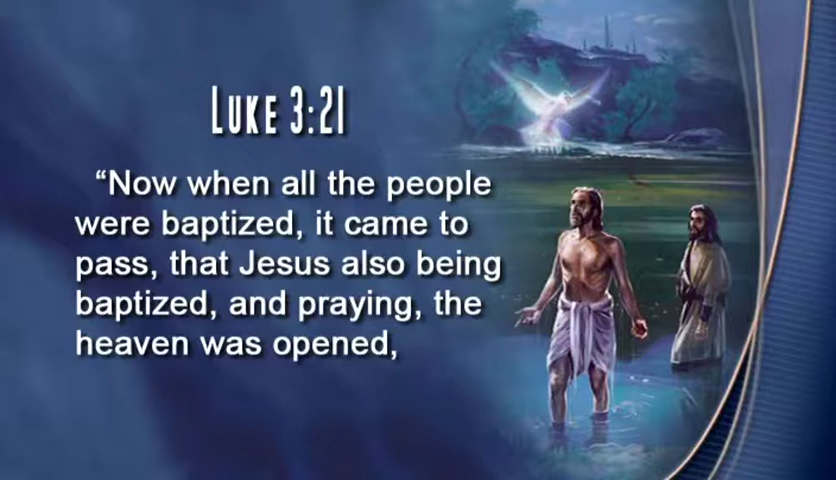 Luke 3:21
“Now when all the people
were baptized, it came to
pass, that Jesus also being
baptized, and praying, the
heaven was opened,